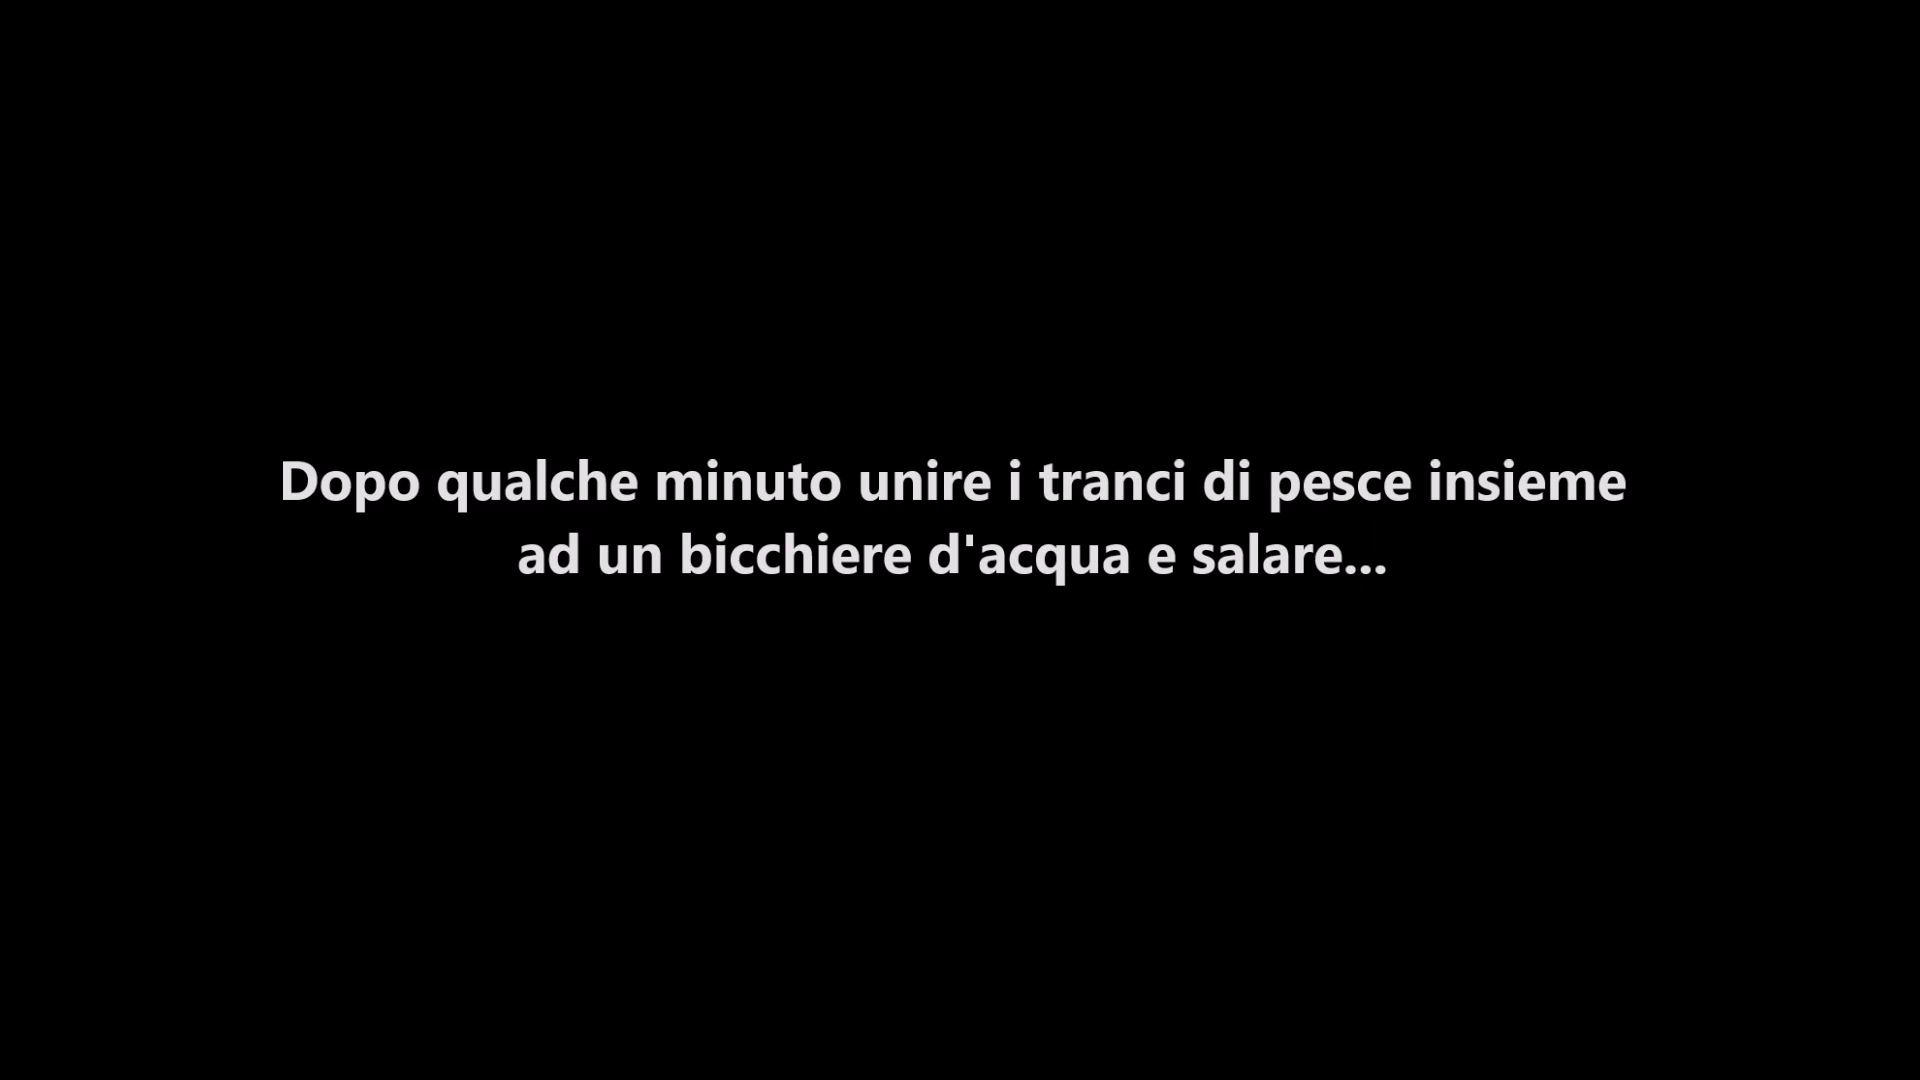 Dopo qualche minuto unire i tranci di pesce insieme
ad un bicchiere d'acqua e salare...